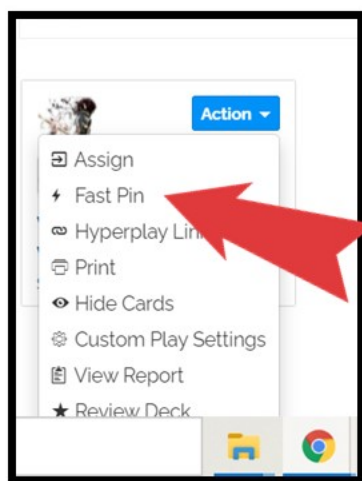 Action
Assign
Fast Pin
Hyperplay Lin
Print
Hide Cards
Custom Play Settings
View Report
Review Deck